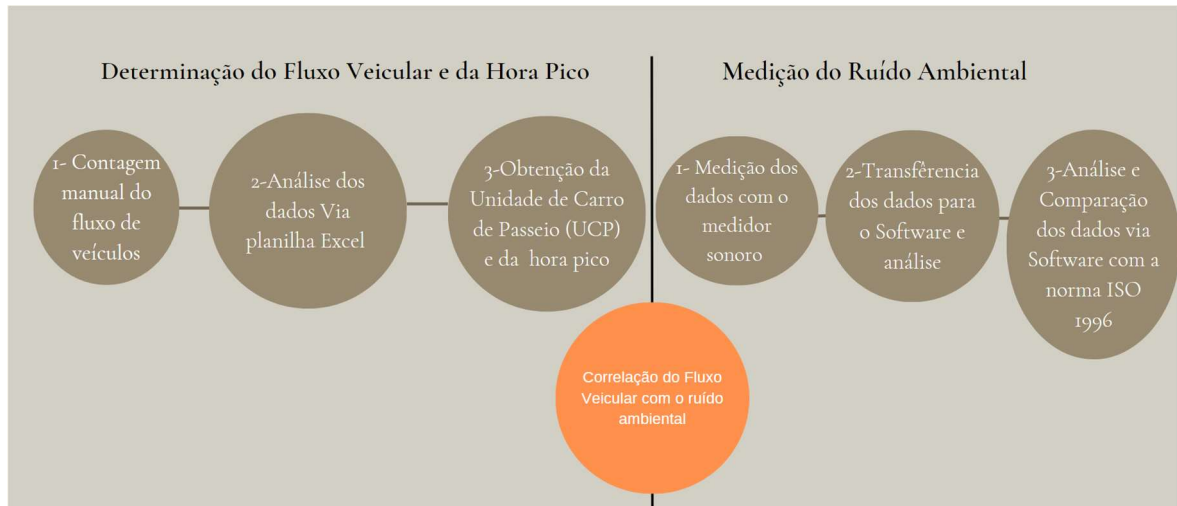 Determinação do Fluxo Veicular e da Hora Pico
1- Contagem
manual do
fluxo de
veículos
2-Análise dos
dados Via
planilha Excel
3-Obtenção da
Unidade de Carro
de Passeio (UCP)
e da hora pico
Medição do Ruído Ambiental
1- Medição dos
dados com o
medidor
sonoro
2-Transfêrencia
dos dados para
o Software e
análise
3-Análise e
Comparação
dos dados via
Software com a
norma ISO
1996
Correlação do Fluxo
Veicular com o ruído
ambiental